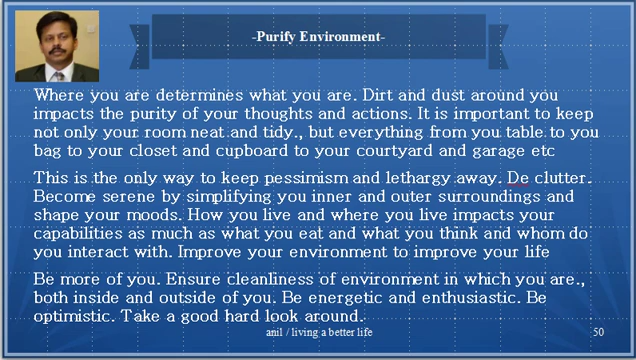 -Purify Environment-
Where you are determines what you are. Dirt and dust around you
impacts the purity of your thoughts and actions. It is important to keep
not only your room neat and tidy., but everything from you table to you
bag to your closet and cupboard to your courtyard and garage etc
This is the only way to keep pessimism and lethargy away. De clutter.
Become serene by simplifying you inner and outer surroundings and
shape your moods. How you live and where you live impacts your
capabilities as much as what you eat and what you think and whom do
you interact with. Improve your environment to improve your life
Be more of you. Ensure cleanliness of environment in which you are.,
both inside and outside of you. Be energetic and enthusiastic. Be
optimistic. Take a good hard look around.
anil / living a better life 50